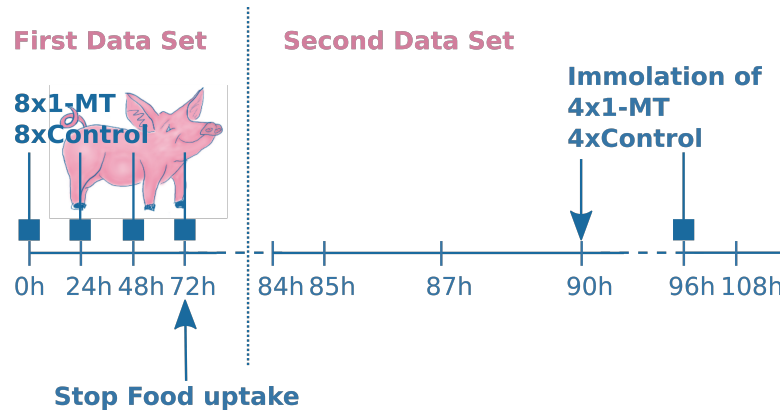 First Data Set
Second Data Set
8x1-MT
8xControl
Immolation of
4x1-MT
4xControl
0h 24h 48h 72h 84h 85h 87h 90h 96h 108h
Stop Food uptake